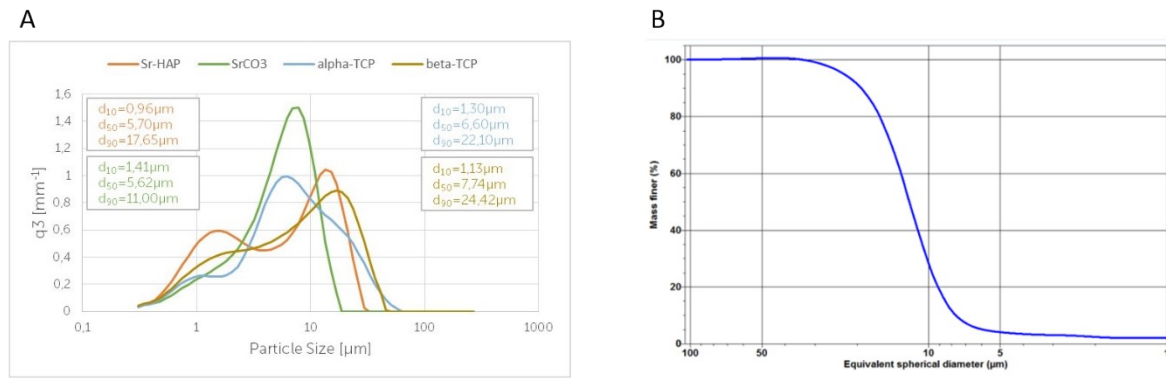 A
Sr-HAP SrCO3 alpha-TCP beta-TCP
1,6
1,4
1,2
1
0,8
0,6
0,4
0,2
0
q3 [mm⁻¹]
d₁₀=0,96µm
d₅₀=5,70µm
d₉₀=17,65µm
d₁₀=1,41µm
d₅₀=5,62µm
d₉₀=11,00µm
d₁₀=1,30µm
d₅₀=6,60µm
d₉₀=22,10µm
d₁₀=1,13µm
d₅₀=7,74µm
d₉₀=24,42µm
0,1 1 10 100 1000
Particle Size [µm]
B
100
80
60
40
20
0
Mass finer (%)
100 50 10 5
Equivalent spherical diameter (µm)